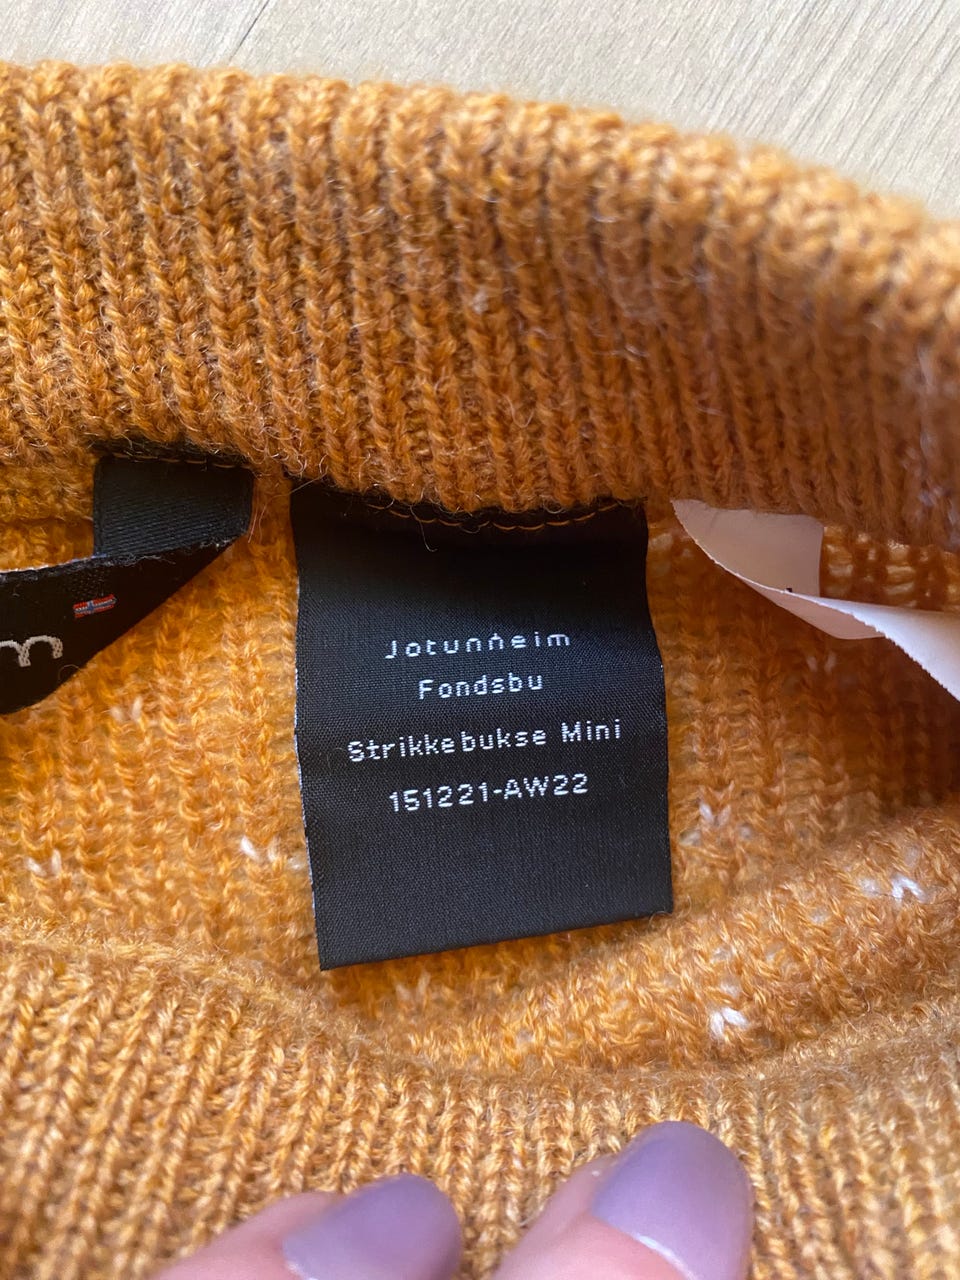 Jotunheim
Fondsbu
Strikkebukse Mini
151221-AW22